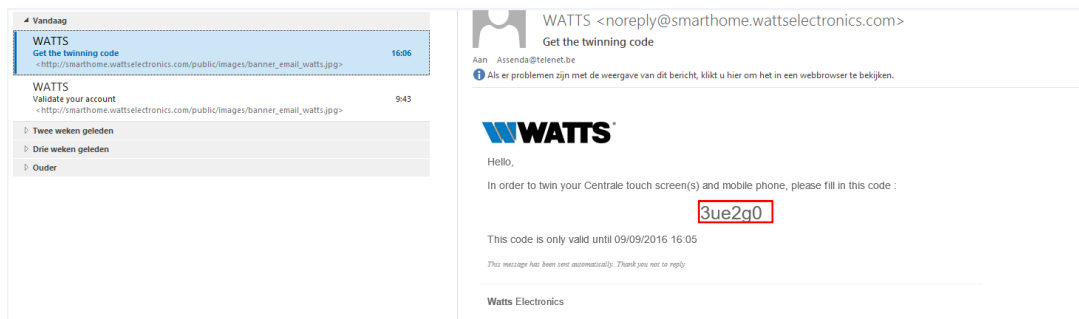 Vandaag
WATTS
Get the twinning code 16:06
<http://smarthome.wattselectronics.com/public/images/banner_email_watts.jpg>
WATTS
Validate your account 9:43
<http://smarthome.wattselectronics.com/public/images/banner_email_watts.jpg>
Twee weken geleden
Drie weken geleden
Ouder
WATTS <noreply@smarthome.wattselectronics.com>
Get the twinning code
Aan Assenda@telenet.be
Als er problemen zijn met de weergave van dit bericht, klikt u hier om het in een webbrowser te bekijken.
WATTS
Hello,
In order to twin your Centrale touch screen(s) and mobile phone, please fill in this code :
3ue2g0
This code is only valid until 09/09/2016 16:05
This message has been sent automatically. Thank you not to reply
Watts Electronics